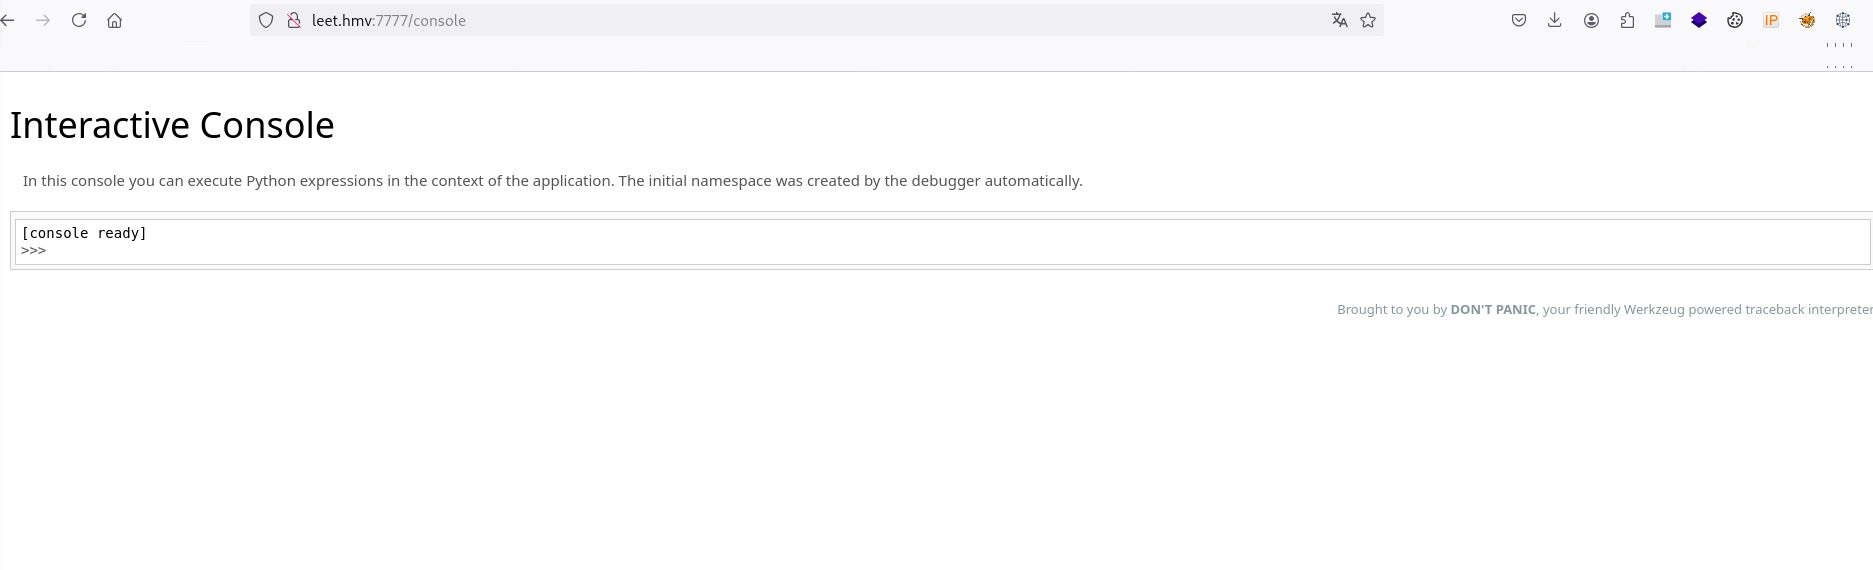 leet.hmv:7777/console
IP
Interactive Console
In this console you can execute Python expressions in the context of the application. The initial namespace was created by the debugger automatically.
[console ready]
>>>
Brought to you by DON'T PANIC, your friendly Werkzeug powered traceback interpreter